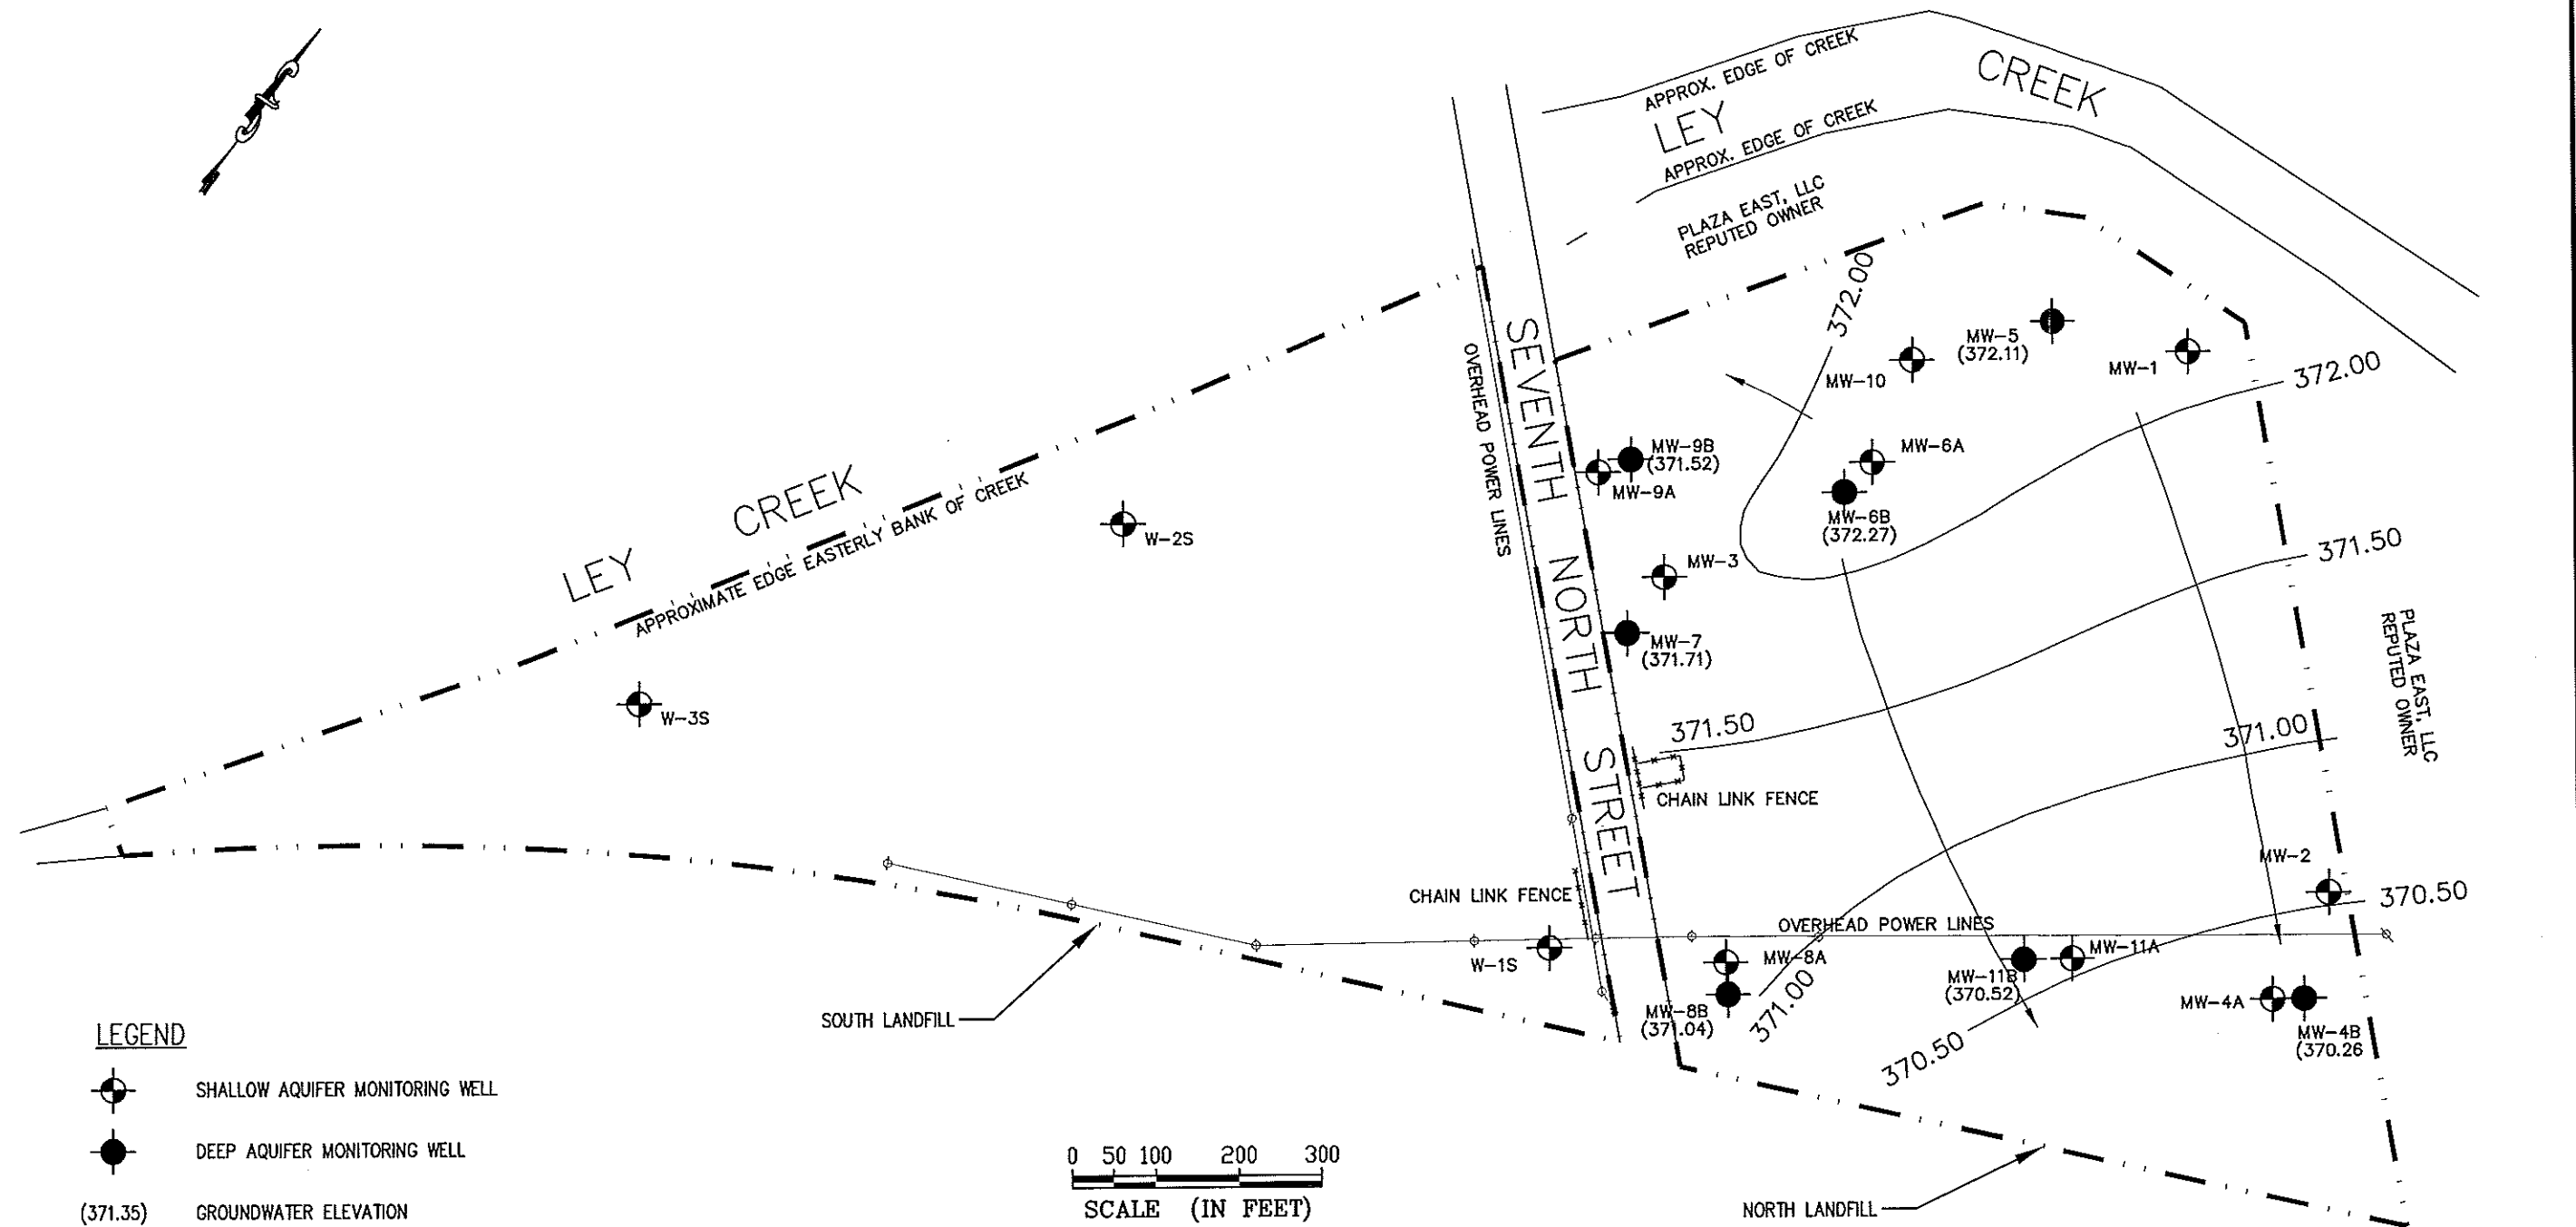 APPROX. EDGE OF CREEK
CREEK
LEY
APPROX. EDGE OF CREEK
PLAZA EAST, LLC
REPUTED OWNER
372.00
MW-5
(372.11)
MW-1
MW-10
372.00
SEVENTH NORTH STREET
OVERHEAD POWER LINES
MW-9B
(371.52)
MW-9A
MW-6A
MW-6B
(372.27)
LEY CREEK
APPROXIMATE EDGE EASTERLY BANK OF CREEK
W-2S
MW-3
371.50
MW-7
(371.71)
W-3S
PLAZA EAST, LLC
REPUTED OWNER
371.50
371.00
CHAIN LINK FENCE
MW-2
CHAIN LINK FENCE
370.50
OVERHEAD POWER LINES
W-1S
MW-8A
MW-11A
MW-11B
(370.52)
MW-8B
(371.04)
371.00
MW-4A
MW-4B
(370.26
370.50
SOUTH LANDFILL
LEGEND
SHALLOW AQUIFER MONITORING WELL
DEEP AQUIFER MONITORING WELL
(371.35) GROUNDWATER ELEVATION
0 50 100 200 300
SCALE (IN FEET)
NORTH LANDFILL